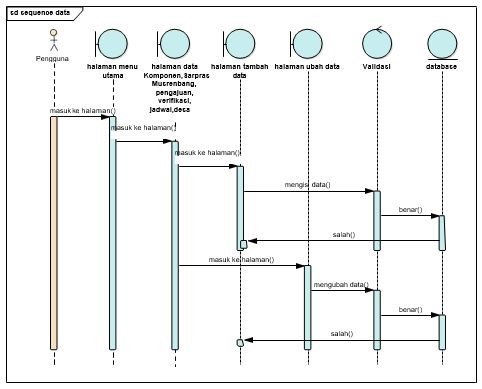 sd sequence data
Pengguna
halaman menu
utama
halaman data
Komponen,Sarpras
Musrenbang,
pengajuan,
verifikasi,
jadwal,desa
halaman tambah
data
halaman ubah data
Validasi
database
masuk ke halaman()
masuk ke halaman()
masuk ke halaman()
mengisi data()
benar()
salah()
masuk ke halaman()
mengubah data()
benar()
salah()